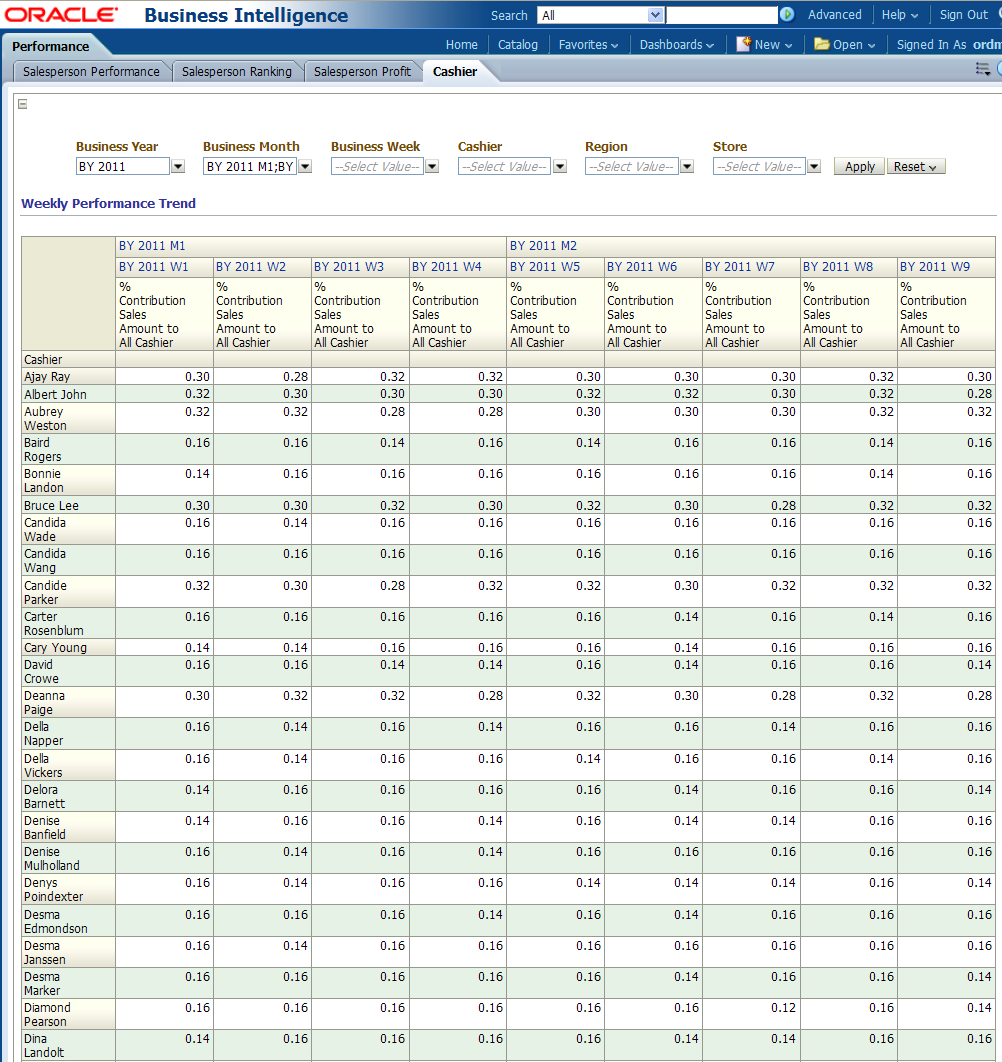 ORACLE Business Intelligence Search All Advanced Help Sign Out
Performance Home Catalog Favorites Dashboards New Open Signed In As ordm
Salesperson Performance Salesperson Ranking Salesperson Profit Cashier
Business Year Business Month Business Week Cashier Region Store
BY 2011 BY 2011 M1;BY --Select Value-- --Select Value-- --Select Value-- --Select Value-- Apply Reset
Weekly Performance Trend
BY 2011 M1 BY 2011 M2
BY 2011 W1 BY 2011 W2 BY 2011 W3 BY 2011 W4 BY 2011 W5 BY 2011 W6 BY 2011 W7 BY 2011 W8 BY 2011 W9
% % % % % % % % %
Contribution Contribution Contribution Contribution Contribution Contribution Contribution Contribution Contribution
Sales Sales Sales Sales Sales Sales Sales Sales Sales
Amount to Amount to Amount to Amount to Amount to Amount to Amount to Amount to Amount to
All Cashier All Cashier All Cashier All Cashier All Cashier All Cashier All Cashier All Cashier All Cashier
Cashier
Ajay Ray 0.30 0.28 0.32 0.32 0.30 0.30 0.30 0.32 0.30
Albert John 0.32 0.30 0.30 0.30 0.32 0.32 0.30 0.32 0.28
Aubrey 0.32 0.32 0.28 0.28 0.30 0.30 0.30 0.32 0.32
Weston
Baird 0.16 0.16 0.14 0.16 0.14 0.16 0.16 0.14 0.16
Rogers
Bonnie 0.14 0.16 0.16 0.16 0.16 0.16 0.16 0.14 0.16
Landon
Bruce Lee 0.30 0.30 0.32 0.30 0.32 0.30 0.28 0.32 0.32
Candida 0.16 0.14 0.16 0.16 0.16 0.16 0.16 0.16 0.16
Wade
Candida 0.16 0.16 0.16 0.16 0.16 0.16 0.16 0.16 0.16
Wang
Candide 0.32 0.30 0.28 0.32 0.32 0.30 0.32 0.32 0.32
Parker
Carter 0.16 0.16 0.16 0.16 0.16 0.14 0.16 0.14 0.16
Rosenblum
Cary Young 0.14 0.14 0.16 0.16 0.16 0.14 0.16 0.16 0.16
David 0.16 0.16 0.14 0.14 0.16 0.14 0.16 0.16 0.14
Crowe
Deanna 0.30 0.32 0.32 0.28 0.32 0.30 0.28 0.32 0.28
Paige
Della 0.16 0.14 0.16 0.14 0.16 0.16 0.14 0.16 0.16
Napper
Della 0.16 0.14 0.16 0.16 0.14 0.16 0.16 0.14 0.16
Vickers
Delora 0.14 0.16 0.16 0.16 0.16 0.14 0.16 0.16 0.14
Barnett
Denise 0.14 0.16 0.16 0.14 0.16 0.14 0.14 0.16 0.16
Banfield
Denise 0.16 0.14 0.16 0.14 0.16 0.16 0.16 0.16 0.16
Mulholland
Denys 0.16 0.14 0.16 0.16 0.14 0.14 0.14 0.16 0.14
Poindexter
Desma 0.16 0.16 0.16 0.14 0.16 0.14 0.16 0.16 0.16
Edmondson
Desma 0.16 0.14 0.16 0.16 0.16 0.16 0.16 0.16 0.16
Janssen
Desma 0.16 0.16 0.16 0.16 0.16 0.14 0.16 0.16 0.14
Marker
Diamond 0.16 0.16 0.16 0.16 0.16 0.16 0.12 0.16 0.14
Pearson
Dina 0.14 0.16 0.16 0.16 0.16 0.14 0.14 0.16 0.16
Landolt